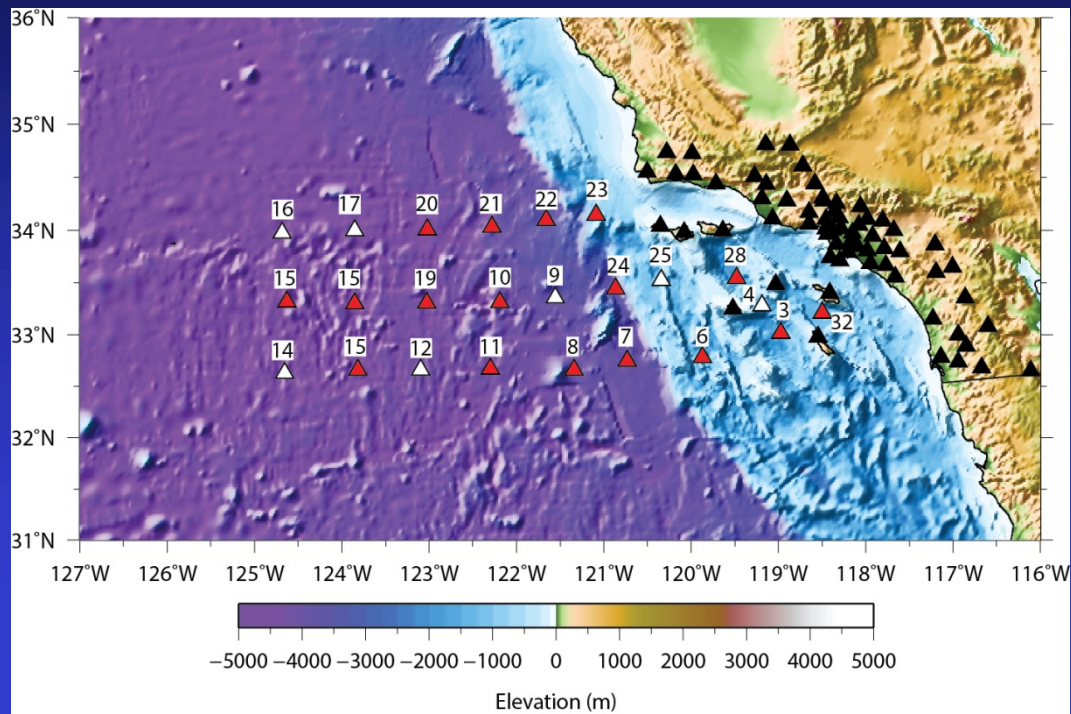 36°N
35°N
34°N
33°N
32°N
31°N
16 17 20 21 22 23
15 15 19 10 9 24 25 28
4 3 32
14 15 12 11 8 7 6
127°W 126°W 125°W 124°W 123°W 122°W 121°W 120°W 119°W 118°W 117°W 116°W
−5000 −4000 −3000 −2000 −1000 0 1000 2000 3000 4000 5000
Elevation (m)